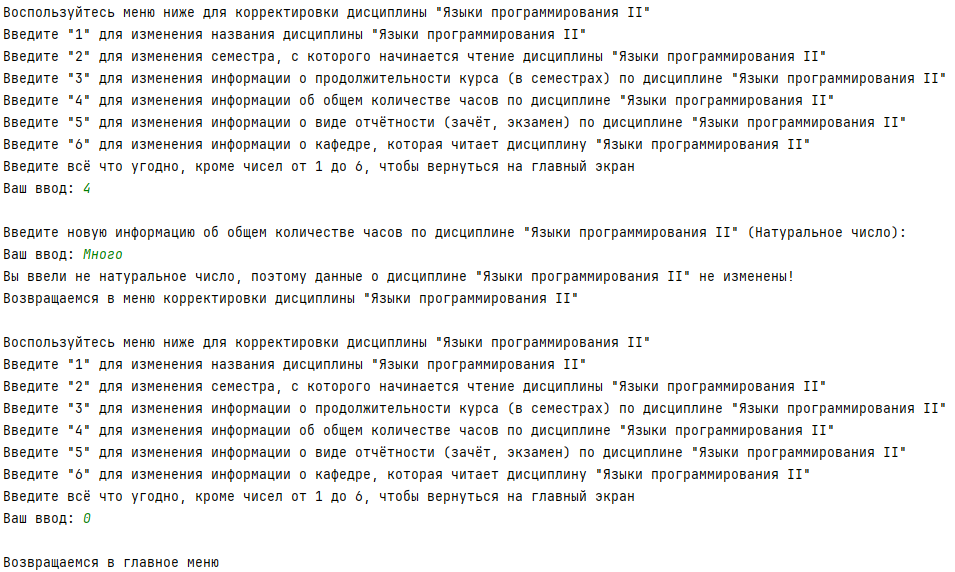 Воспользуйтесь меню ниже для корректировки дисциплины "Языки программирования II"
Введите "1" для изменения названия дисциплины "Языки программирования II"
Введите "2" для изменения семестра, с которого начинается чтение дисциплины "Языки программирования II"
Введите "3" для изменения информации о продолжительности курса (в семестрах) по дисциплине "Языки программирования II"
Введите "4" для изменения информации об общем количестве часов по дисциплине "Языки программирования II"
Введите "5" для изменения информации о виде отчётности (зачёт, экзамен) по дисциплине "Языки программирования II"
Введите "6" для изменения информации о кафедре, которая читает дисциплину "Языки программирования II"
Введите всё что угодно, кроме чисел от 1 до 6, чтобы вернуться на главный экран
Ваш ввод: 4
Введите новую информацию об общем количестве часов по дисциплине "Языки программирования II" (Натуральное число):
Ваш ввод: Много
Вы ввели не натуральное число, поэтому данные о дисциплине "Языки программирования II" не изменены!
Возвращаемся в меню корректировки дисциплины "Языки программирования II"
Воспользуйтесь меню ниже для корректировки дисциплины "Языки программирования II"
Введите "1" для изменения названия дисциплины "Языки программирования II"
Введите "2" для изменения семестра, с которого начинается чтение дисциплины "Языки программирования II"
Введите "3" для изменения информации о продолжительности курса (в семестрах) по дисциплине "Языки программирования II"
Введите "4" для изменения информации об общем количестве часов по дисциплине "Языки программирования II"
Введите "5" для изменения информации о виде отчётности (зачёт, экзамен) по дисциплине "Языки программирования II"
Введите "6" для изменения информации о кафедре, которая читает дисциплину "Языки программирования II"
Введите всё что угодно, кроме чисел от 1 до 6, чтобы вернуться на главный экран
Ваш ввод: 0
Возвращаемся в главное меню